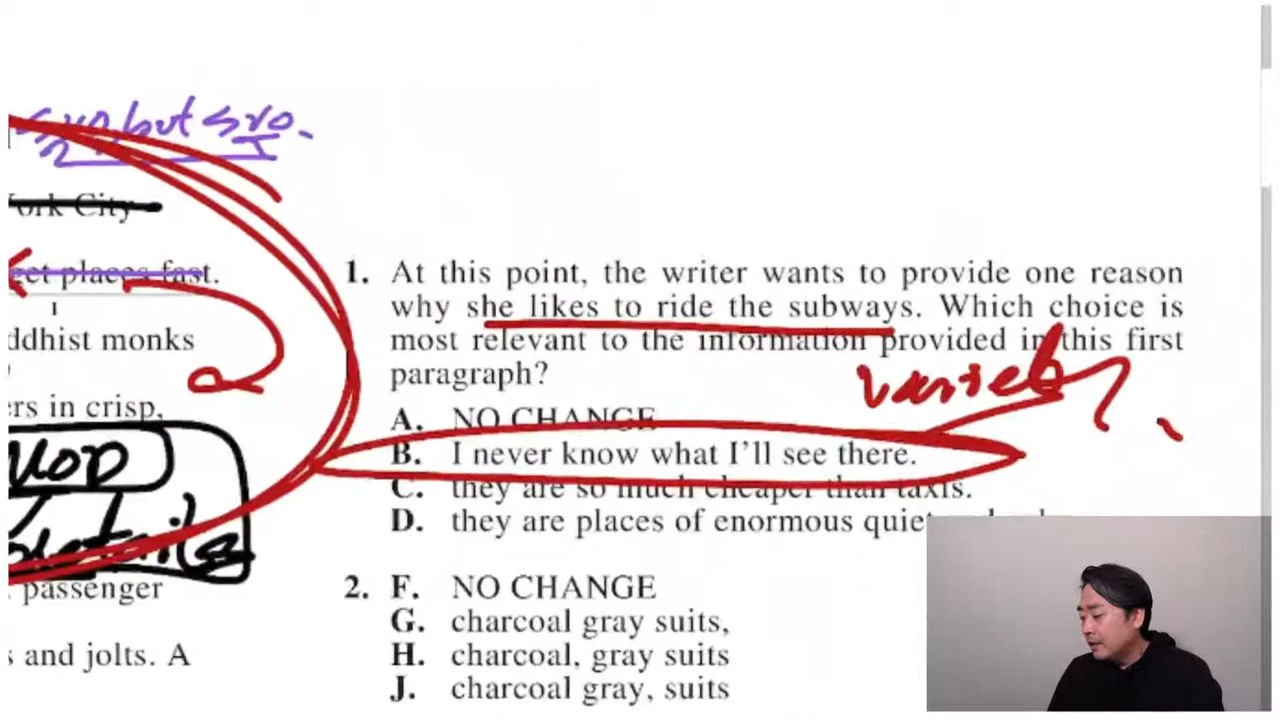 but
ork City
eet places fast.
ddhist monks
rs in crisp,
details
passenger
s and jolts. A
1. At this point, the writer wants to provide one reason
why she likes to ride the subways. Which choice is
most relevant to the information provided in this first
paragraph?
variety
A. NO CHANGE
B. I never know what I'll see there.
C. they are so much cheaper than taxis.
D. they are places of enormous quiet
2. F. NO CHANGE
G. charcoal gray suits,
H. charcoal, gray suits
J. charcoal gray, suits